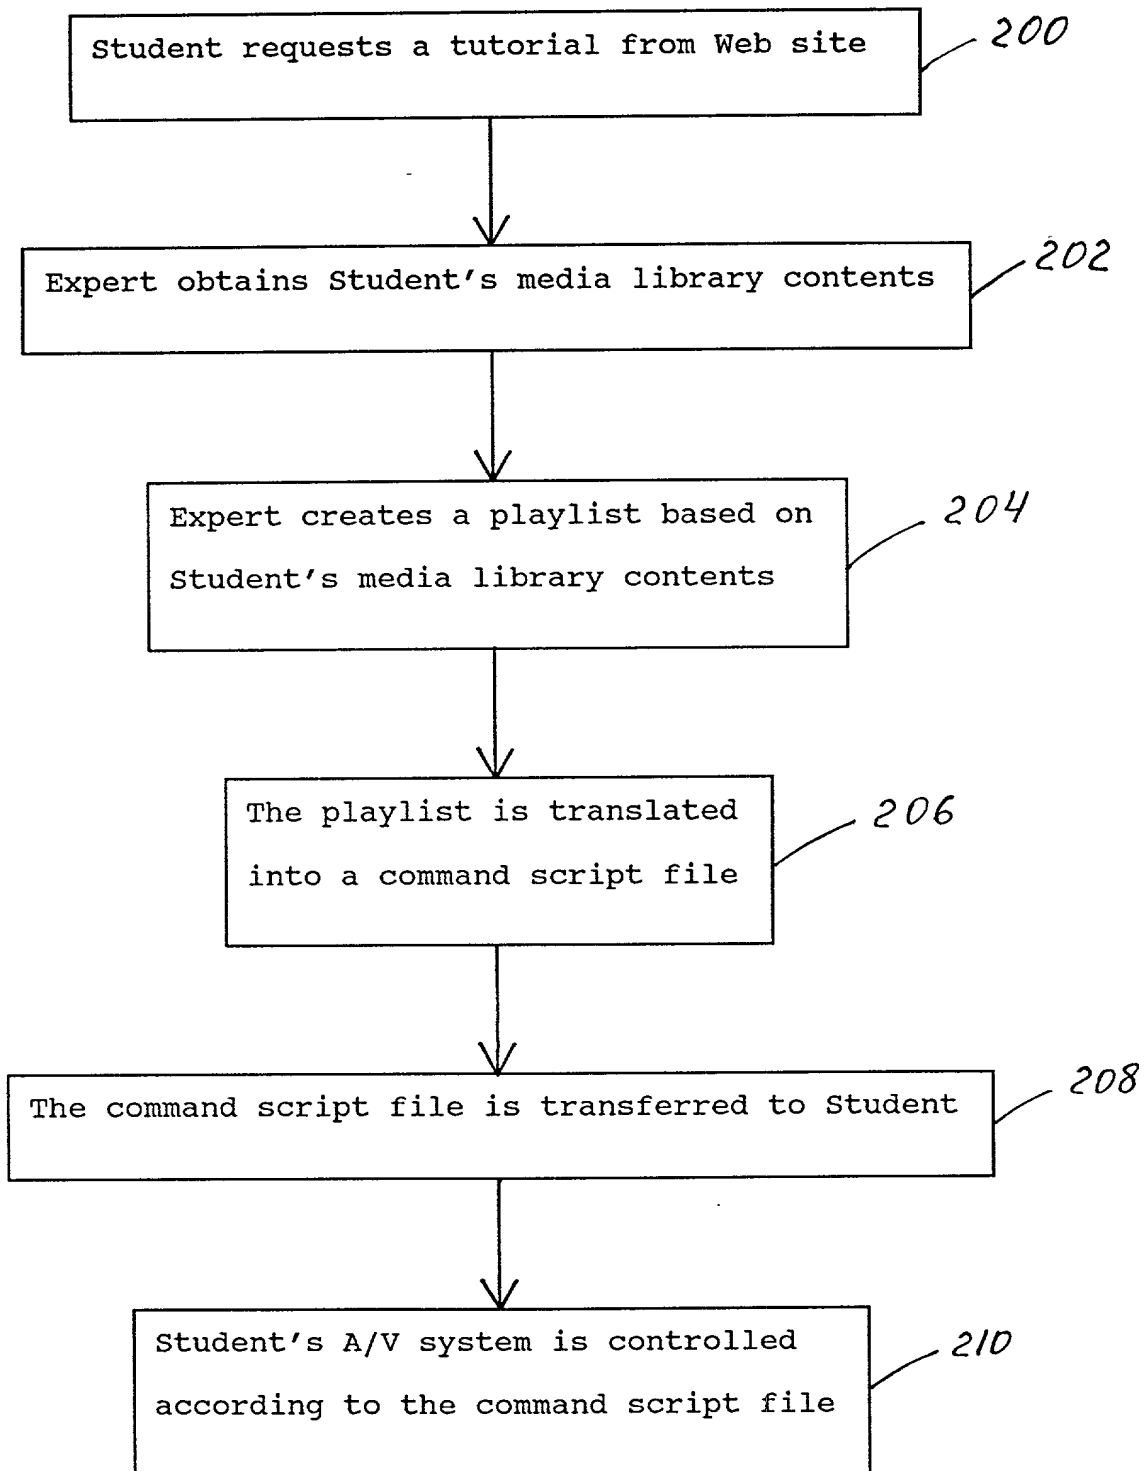 Student requests a tutorial from Web site
200
Expert obtains Student's media library contents
202
Expert creates a playlist based on
Student's media library contents
204
The playlist is translated
into a command script file
206
The command script file is transferred to Student
208
Student's A/V system is controlled
according to the command script file
210